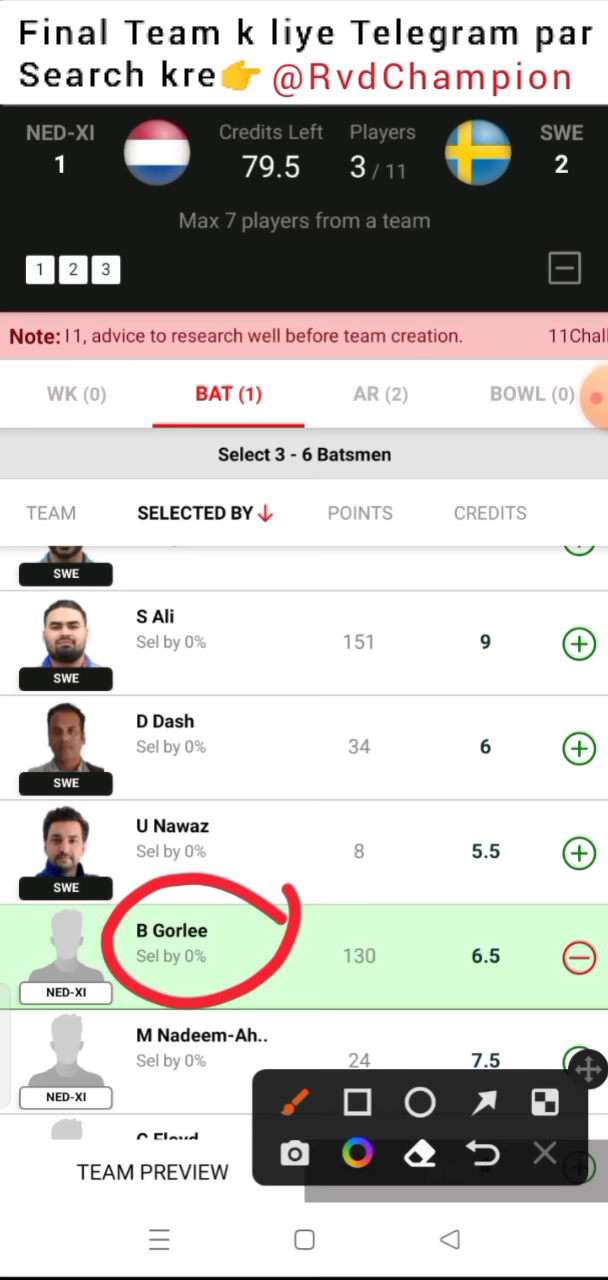 Final Team k liye Telegram par
Search kre👉 @RvdChampion
NED-XI Credits Left Players SWE
1 79.5 3 / 11 2
Max 7 players from a team
1 2 3
Note: 11, advice to research well before team creation. 11Chall
WK (0) BAT (1) AR (2) BOWL (0)
Select 3 - 6 Batsmen
TEAM SELECTED BY POINTS CREDITS
SWE
S Ali
Sel by 0% 151 9
SWE
D Dash
Sel by 0% 34 6
SWE
U Nawaz
Sel by 0% 8 5.5
SWE
B Gorlee
Sel by 0% 130 6.5
NED-XI
M Nadeem-Ah..
Sel by 0% 24 7.5
NED-XI
TEAM PREVIEW